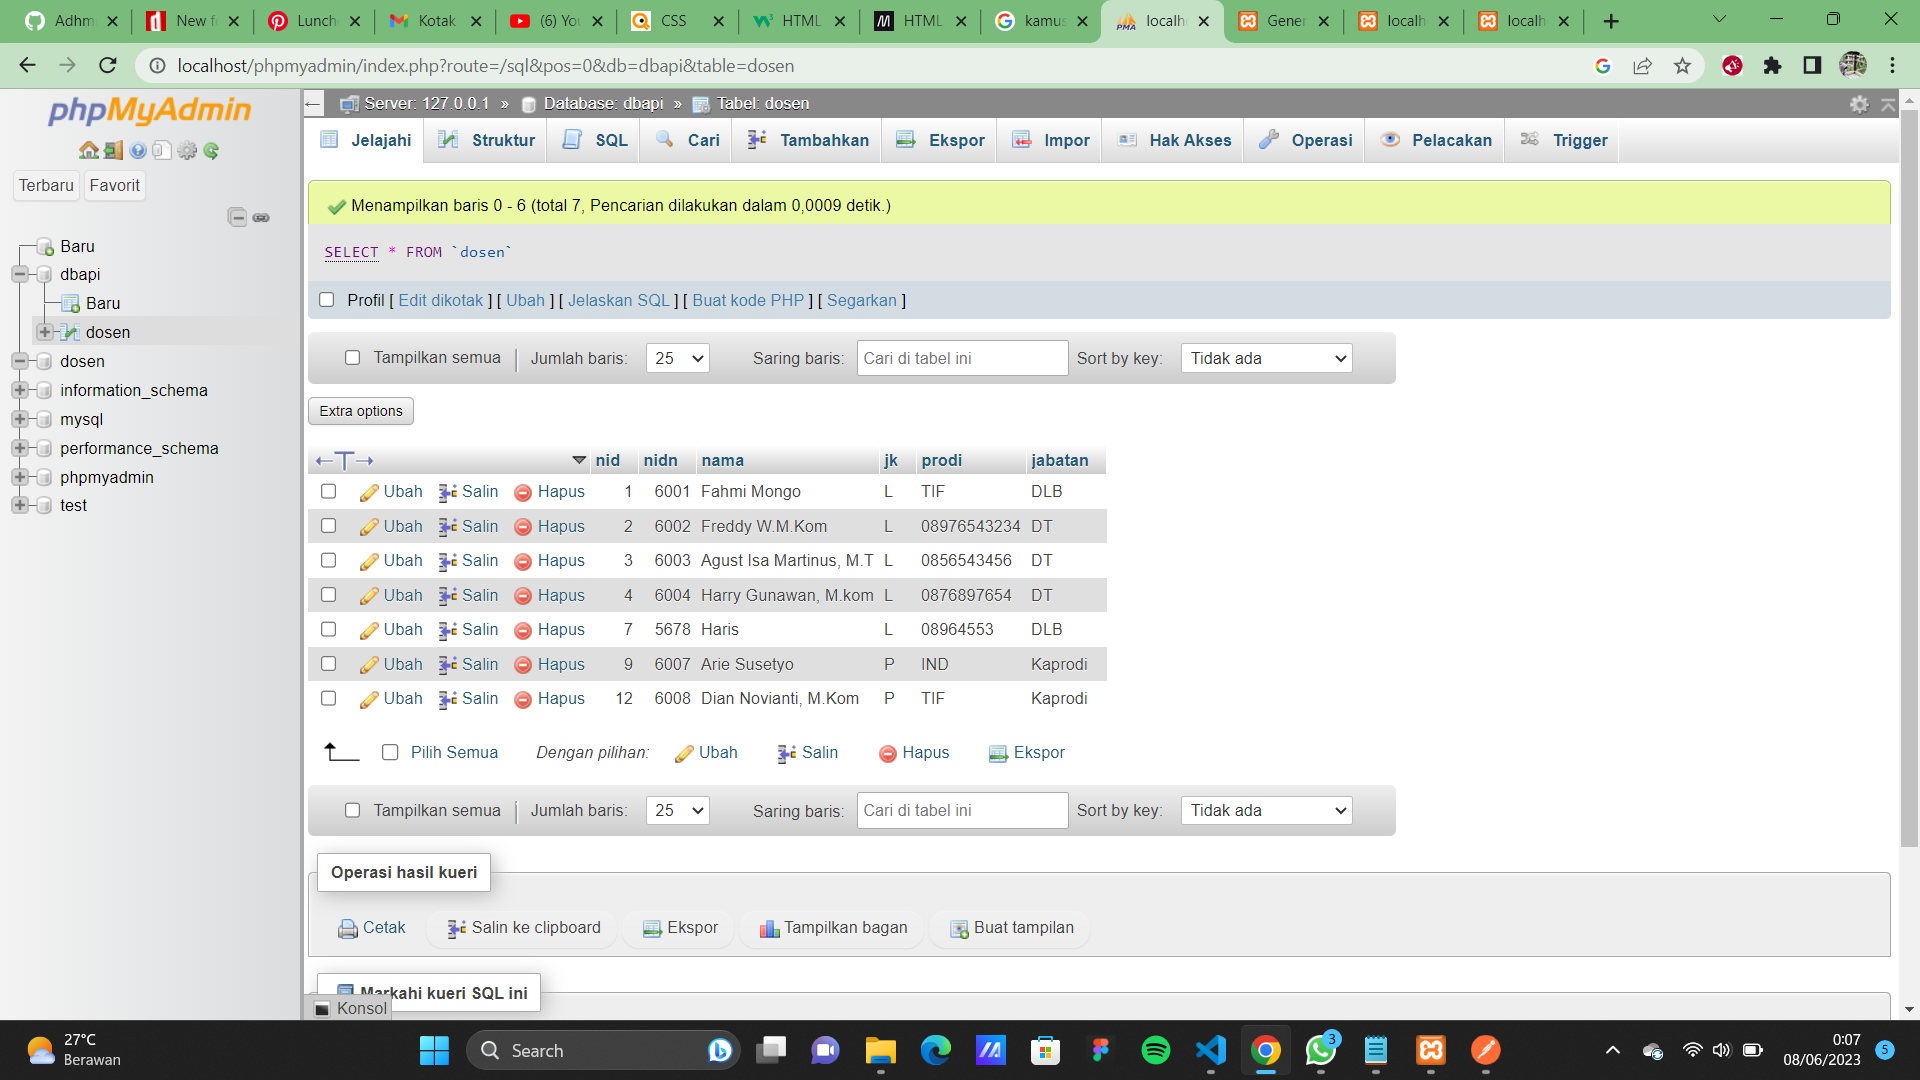 Adhm
New f
Lunch
Kotak
(6) You
CSS
HTML
HTML
kamus
localh
Gener
localh
localh
localhost/phpmyadmin/index.php?route=/sql&pos=0&db=dbapi&table=dosen
phpMyAdmin
Terbaru Favorit
Baru
dbapi
Baru
dosen
dosen
information_schema
mysql
performance_schema
phpmyadmin
test
Server: 127.0.0.1 » Database: dbapi » Tabel: dosen
Jelajahi Struktur SQL Cari Tambahkan Ekspor Impor Hak Akses Operasi Pelacakan Trigger
Menampilkan baris 0 - 6 (total 7, Pencarian dilakukan dalam 0,0009 detik.)
SELECT * FROM `dosen`
Profil [ Edit dikotak ] [ Ubah ] [ Jelaskan SQL ] [ Buat kode PHP ] [ Segarkan ]
Tampilkan semua Jumlah baris: 25 Saring baris: Cari di tabel ini Sort by key: Tidak ada
Extra options
nid nidn nama jk prodi jabatan
Ubah Salin Hapus 1 6001 Fahmi Mongo L TIF DLB
Ubah Salin Hapus 2 6002 Freddy W.M.Kom L 08976543234 DT
Ubah Salin Hapus 3 6003 Agust Isa Martinus, M.T L 0856543456 DT
Ubah Salin Hapus 4 6004 Harry Gunawan, M.kom L 0876897654 DT
Ubah Salin Hapus 7 5678 Haris L 08964553 DLB
Ubah Salin Hapus 9 6007 Arie Susetyo P IND Kaprodi
Ubah Salin Hapus 12 6008 Dian Novianti, M.Kom P TIF Kaprodi
Pilih Semua Dengan pilihan: Ubah Salin Hapus Ekspor
Tampilkan semua Jumlah baris: 25 Saring baris: Cari di tabel ini Sort by key: Tidak ada
Operasi hasil kueri
Cetak Salin ke clipboard Ekspor Tampilkan bagan Buat tampilan
Markahi kueri SQL ini
Konsol
27°C
Berawan
Search
3
0:07
08/06/2023
5